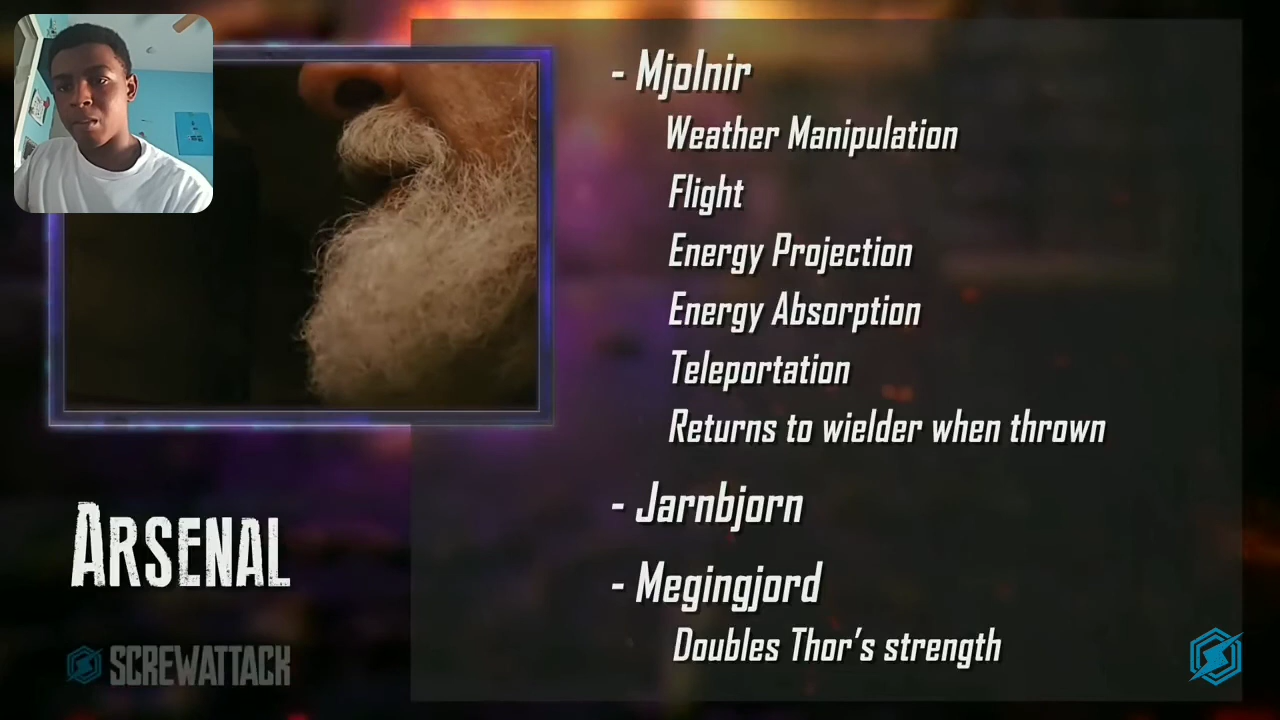 - Mjolnir
Weather Manipulation
Flight
Energy Projection
Energy Absorption
Teleportation
Returns to wielder when thrown
- Jarnbjorn
- Megingjord
Doubles Thor's strength
ARSENAL
SCREWATTACK